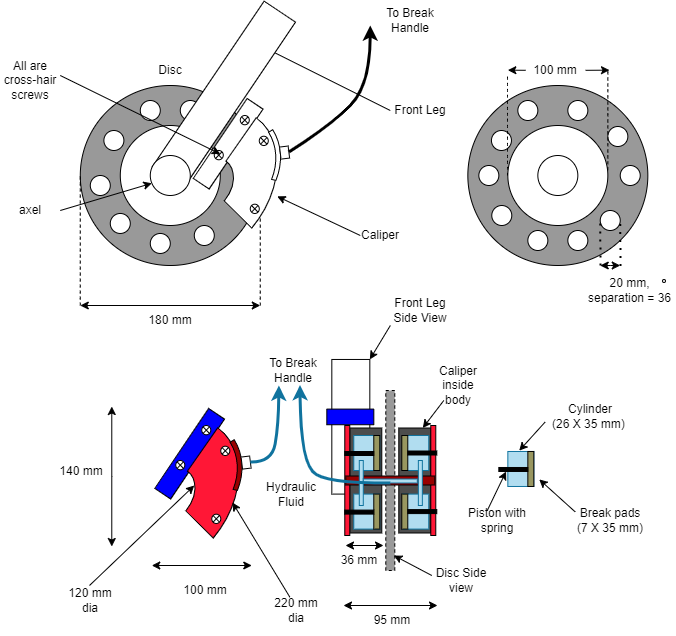 To Break
Handle
All are
cross-hair
screws
Disc
100 mm
Front Leg
axel
Caliper
20 mm, °
separation = 36
180 mm
Front Leg
Side View
To Break
Handle
Caliper
inside
body
Cylinder
(26 X 35 mm)
140 mm
Hydraulic
Fluid
Piston with
spring
Break pads
(7 X 35 mm)
36 mm
Disc Side
view
100 mm
120 mm
dia
220 mm
dia
95 mm